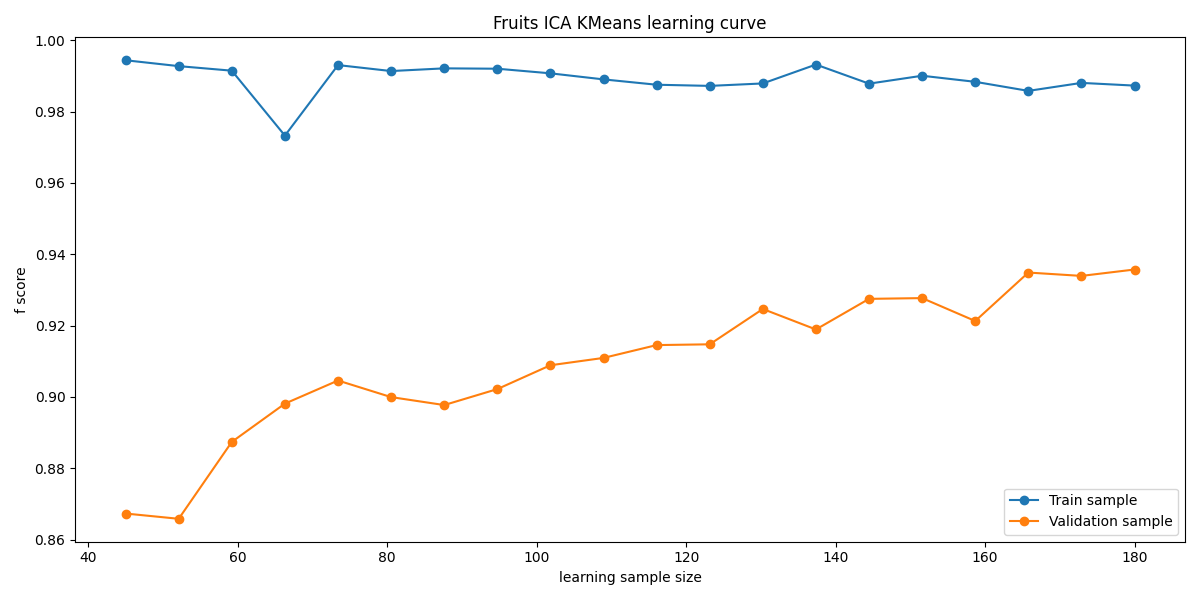 Fruits ICA KMeans learning curve
1.00
0.98
0.96
0.94
0.92
0.90
0.88
0.86
f score
Train sample
Validation sample
40 60 80 100 120 140 160 180
learning sample size